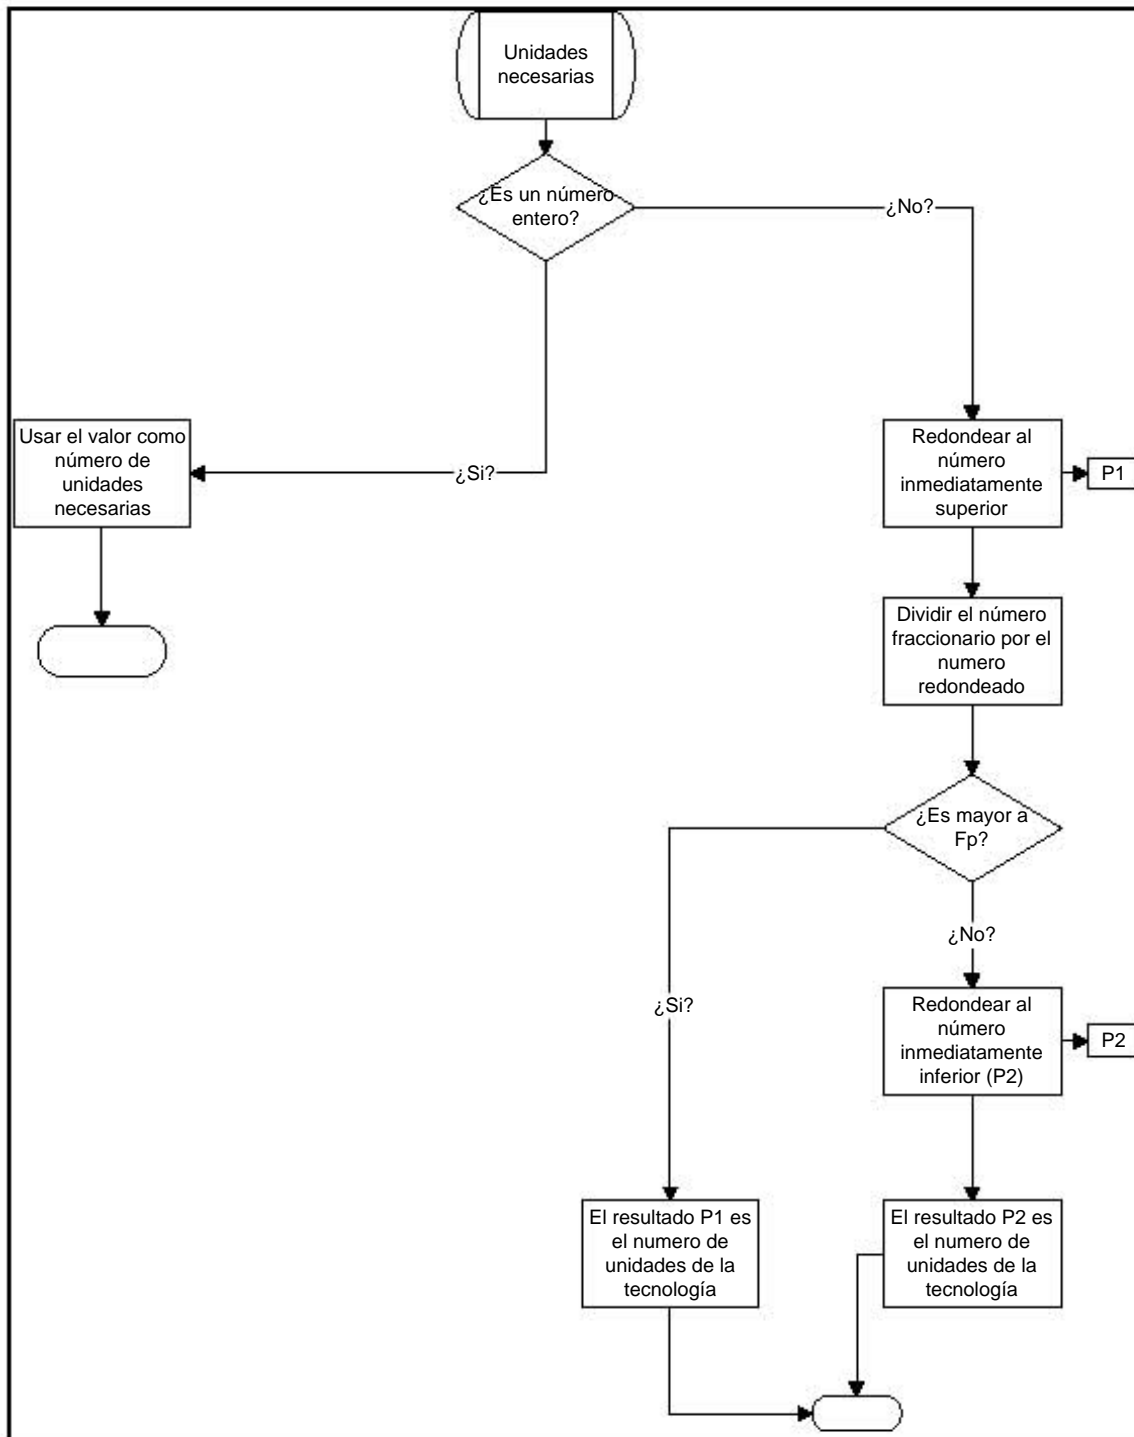 Unidades
necesarias
¿Es un número
entero?
¿No?
¿Si?
Usar el valor como
número de
unidades
necesarias
Redondear al
número
inmediatamente
superior
P1
Dividir el número
fraccionario por el
numero
redondeado
¿Es mayor a
Fp?
¿No?
¿Si?
Redondear al
número
inmediatamente
inferior (P2)
P2
El resultado P1 es
el numero de
unidades de la
tecnología
El resultado P2 es
el numero de
unidades de la
tecnología